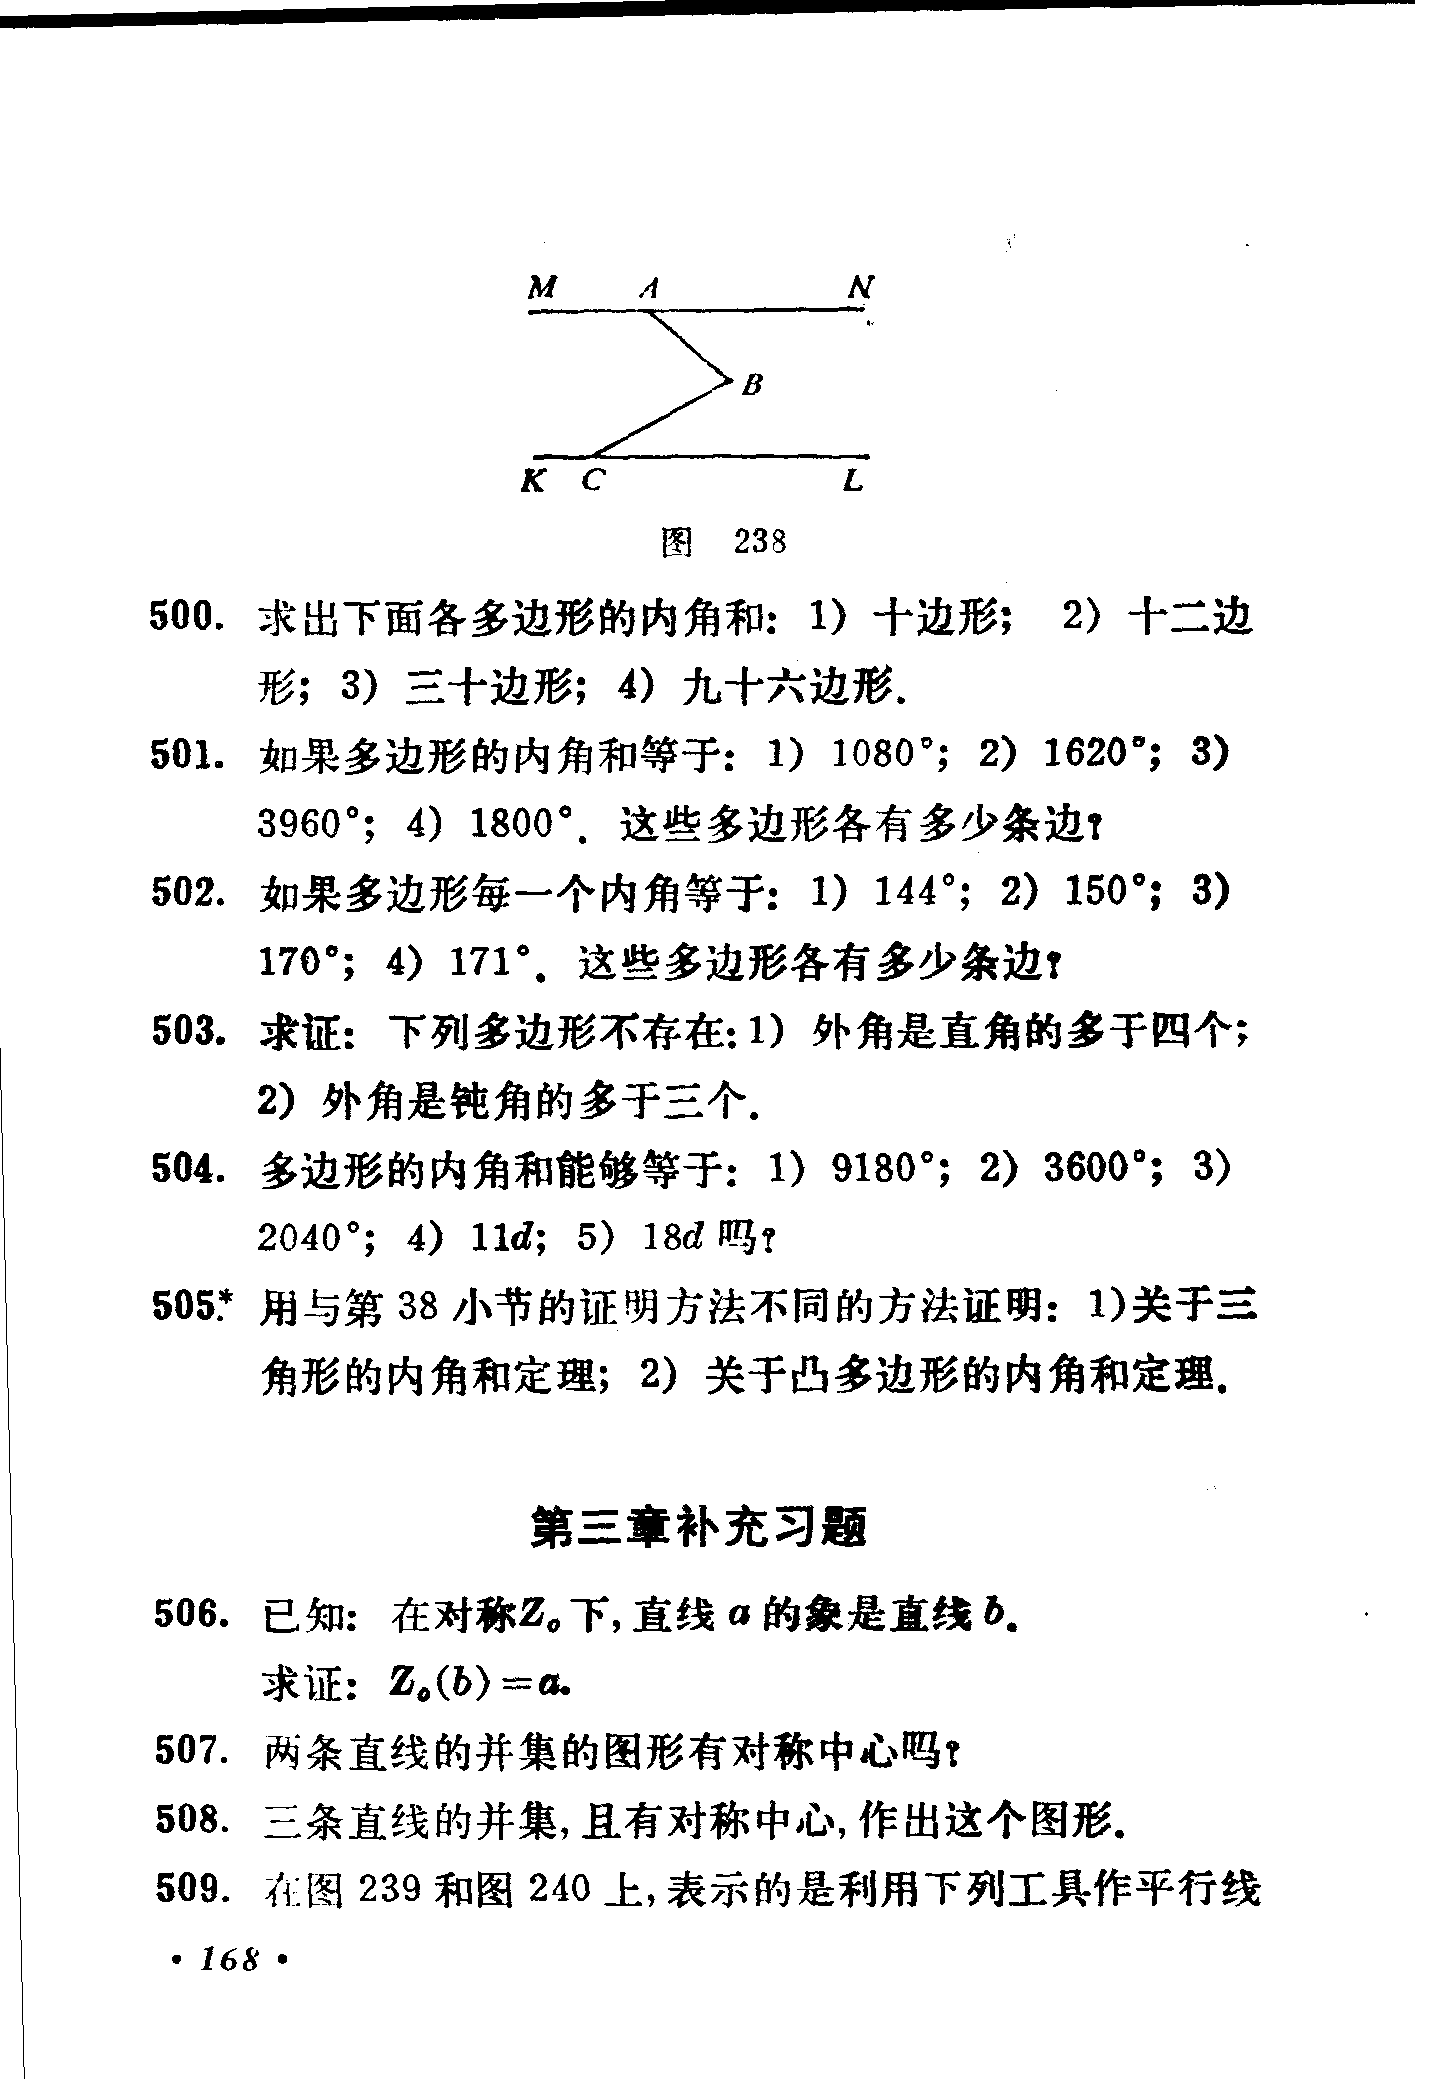 M A N
B
K C L
图 238
500. 求出下面各多边形的内角和: 1) 十边形; 2) 十二边
形; 3) 三十边形; 4) 九十六边形.
501. 如果多边形的内角和等于: 1) 1080°; 2) 1620°; 3)
3960°; 4) 1800°. 这些多边形各有多少条边?
502. 如果多边形每一个内角等于: 1) 144°; 2) 150°; 3)
170°; 4) 171°. 这些多边形各有多少条边?
503. 求证: 下列多边形不存在: 1) 外角是直角的多于四个;
2) 外角是钝角的多于三个.
504. 多边形的内角和能够等于: 1) 9180°; 2) 3600°; 3)
2040°; 4) 11d; 5) 18d 吗?
505.* 用与第 38 小节的证明方法不同的方法证明: 1)关于三
角形的内角和定理; 2) 关于凸多边形的内角和定理.
第三章补充习题
506. 已知: 在对称Z₀下, 直线 a 的象是直线 b.
求证: Z₀(b)=a.
507. 两条直线的并集的图形有对称中心吗?
508. 三条直线的并集, 且有对称中心, 作出这个图形.
509. 在图 239 和图 240 上, 表示的是利用下列工具作平行线
· 168 ·